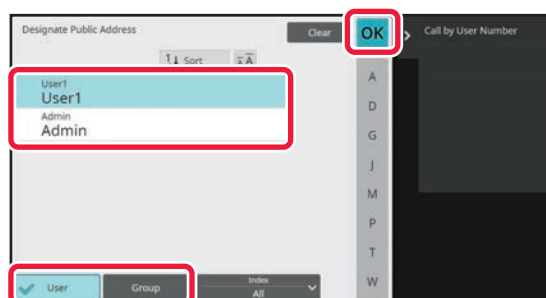 Designate Public Address
Clear
OK
Call by User Number
Sort
A
User1
User1
Admin
Admin
A
D
G
J
M
P
T
W
User
Group
Index
All